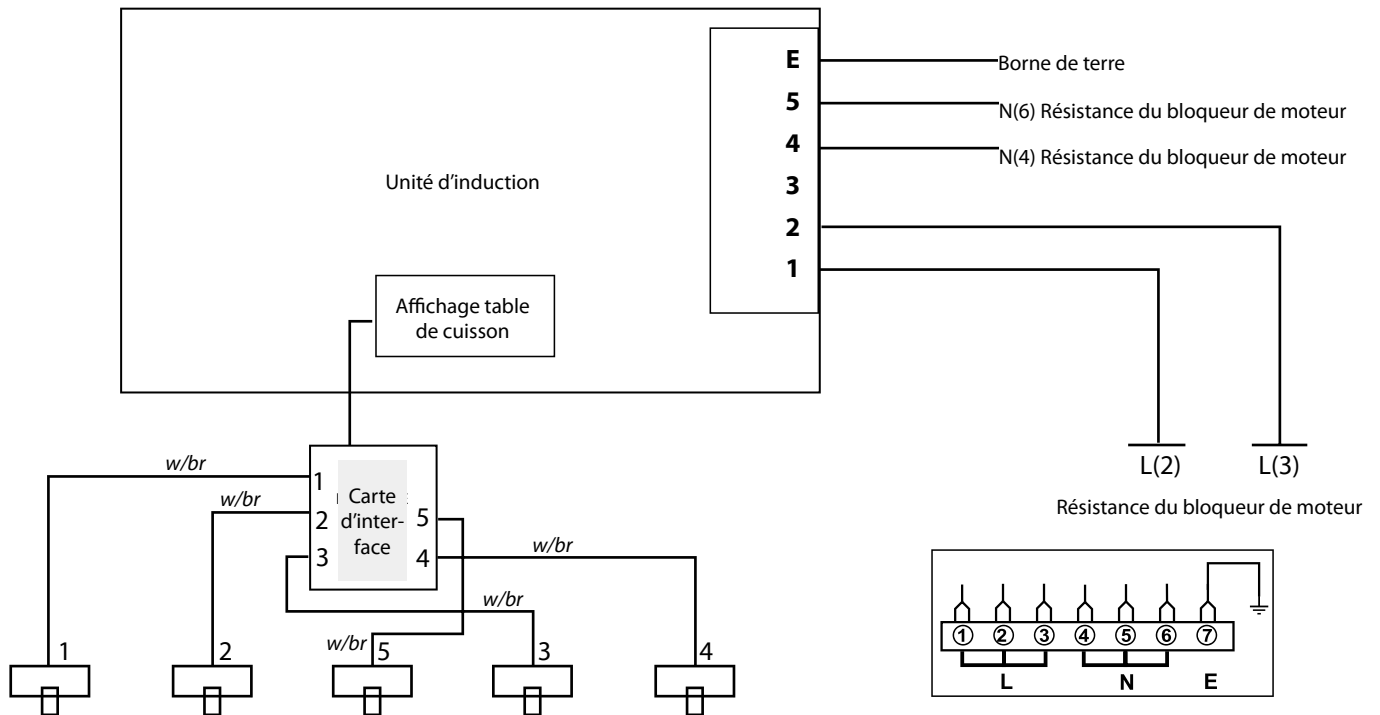 E
Borne de terre
5
N(6) Résistance du bloqueur de moteur
4
N(4) Résistance du bloqueur de moteur
3
Unité d'induction
2
1
Affichage table
de cuisson
L(2)
L(3)
Résistance du bloqueur de moteur
w/br
w/br
1
2
3
Carte
d'inter-
face
5
4
w/br
w/br
w/br
1
2
5
3
4
1
2
3
4
5
6
7
L
N
E